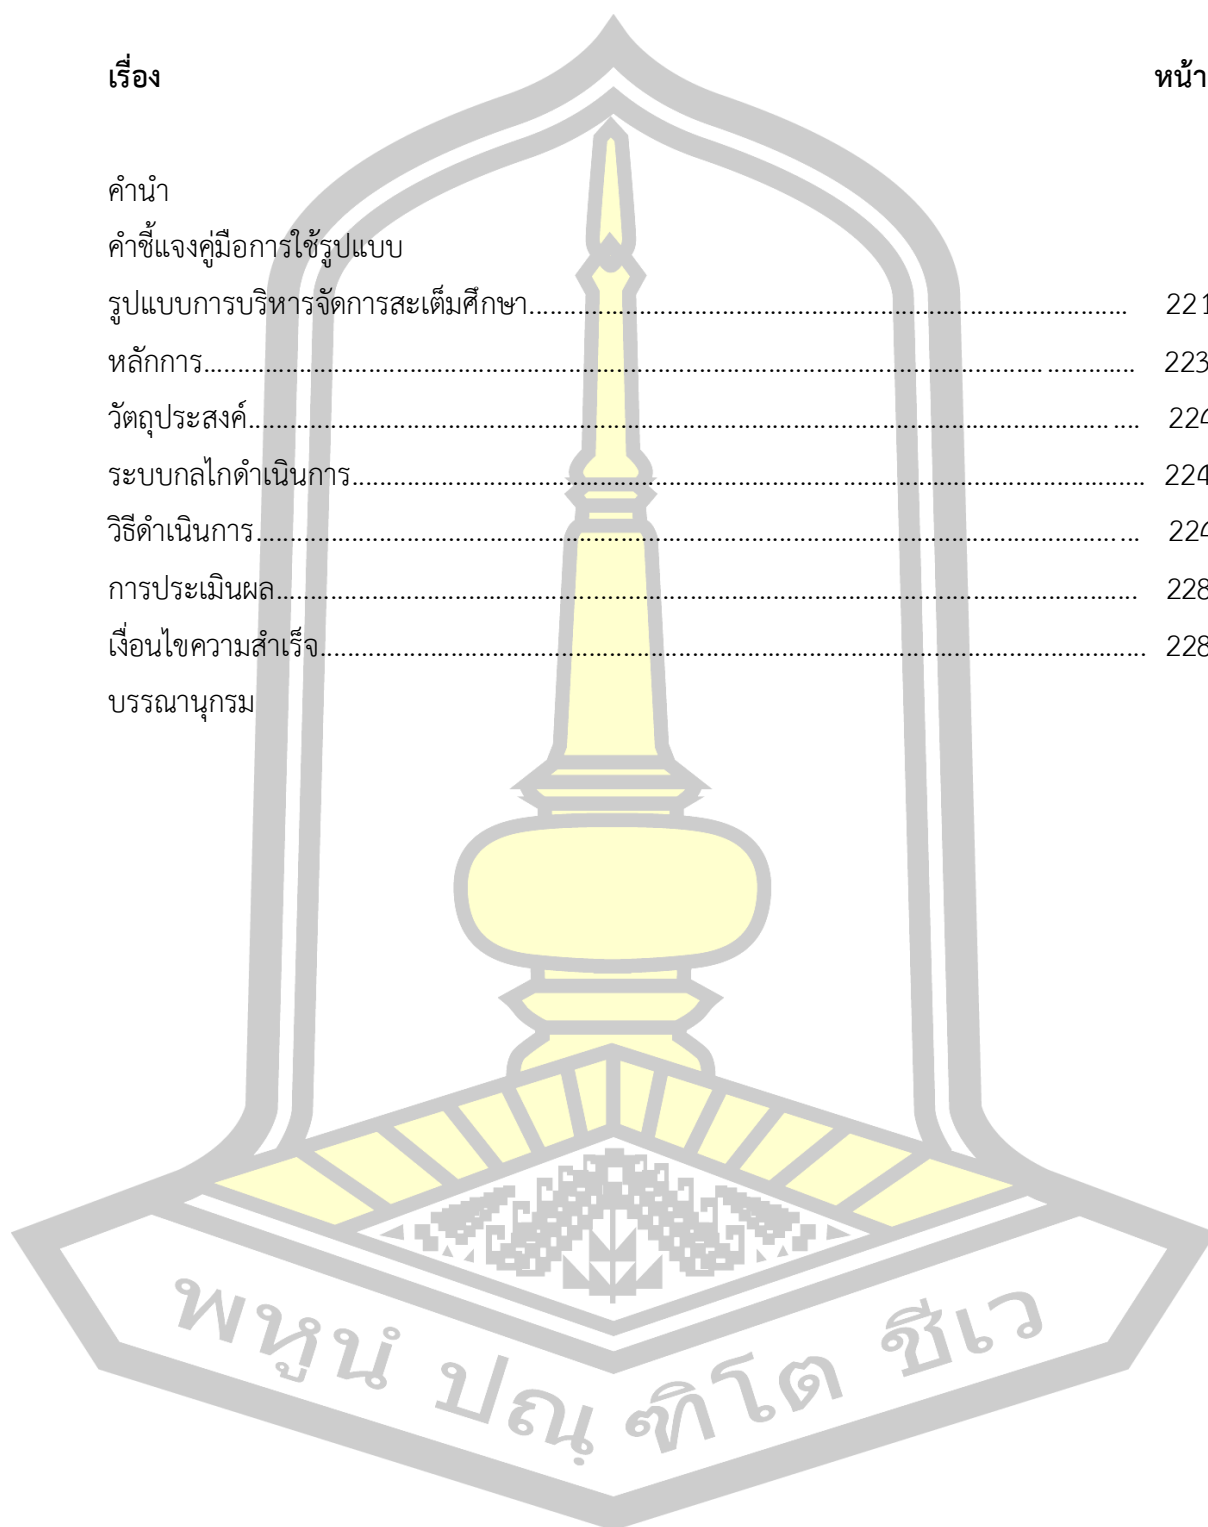 เรื่อง หน้า
คำนำ
คำชี้แจงคู่มือการใช้รูปแบบ
รูปแบบการบริหารจัดการสะเต็มศึกษา........................................................................................................ 221
หลักการ........................................................................................................ 223
วัตถุประสงค์........................................................................................................ 224
ระบบกลไกดำเนินการ........................................................................................................ 224
วิธีดำเนินการ........................................................................................................ 224
การประเมินผล........................................................................................................ 228
เงื่อนไขความสำเร็จ........................................................................................................ 228
บรรณานุกรม
พหูนํ ปณฺฑิโต ชีเว